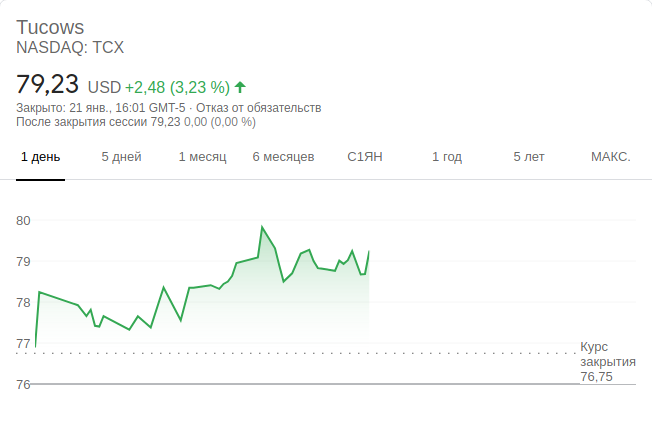 Tucows
NASDAQ: TCX
79,23 USD +2,48 (3,23 %)
Закрыто: 21 янв., 16:01 GMT-5 · Отказ от обязательств
После закрытия сессии 79,23 0,00 (0,00 %)
1 день 5 дней 1 месяц 6 месяцев С1ЯН 1 год 5 лет МАКС.
80
79
78
77
Курс
закрытия
76,75
76